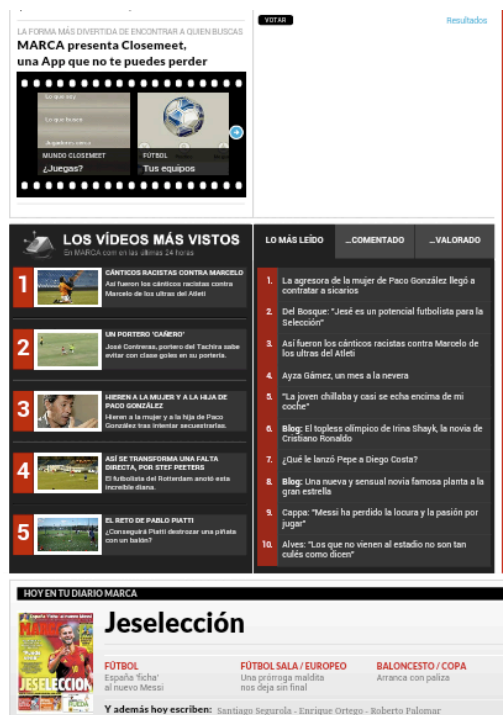 LA FORMA MÁS DIVERTIDA DE ENCONTRAR A QUIEN BUSCAS
MARCA presenta Closemeet,
una App que no te puedes perder
Lo que soy
Lo que busco
Jugadores cerca
MUNDO CLOSEMEET
¿Juegas?
FÚTBOL
Tus equipos
VOTAR
Resultados
LOS VÍDEOS MÁS VISTOS
En MARCA.com en las últimas 24 horas
1
CÁNTICOS RACISTAS CONTRA MARCELO
Así fueron los cánticos racistas contra
Marcelo de los ultras del Atleti
2
UN PORTERO 'CAÑERO'
José Contreras, portero del Tachira sabe
evitar con clase goles en su portería.
3
HIEREN A LA MUJER Y A LA HIJA DE
PACO GONZÁLEZ
Hieren a la mujer y a la hija de Paco
González tras intentar secuestrarlas.
4
ASÍ SE TRANSFORMA UNA FALTA
DIRECTA, POR STEF PEETERS
El futbolista del Rotterdam anotó esta
increíble diana.
5
EL RETO DE PABLO PIATTI
¿Conseguirá Piatti destrozar una piñata
con un balón?
LO MÁS LEÍDO
...COMENTADO
...VALORADO
1. La agresora de la mujer de Paco González llegó a
contratar a sicarios
2. Del Bosque: "Jesé es un potencial futbolista para la
Selección"
3. Así fueron los cánticos racistas contra Marcelo de
los ultras del Atleti
4. Ayza Gámez, un mes a la nevera
5. "La joven chillaba y casi se echa encima de mi
coche"
6. Blog: El topless olímpico de Irina Shayk, la novia de
Cristiano Ronaldo
7. ¿Qué le lanzó Pepe a Diego Costa?
8. Blog: Una nueva y sensual novia famosa planta a la
gran estrella
9. Cappa: "Messi ha perdido la locura y la pasión por
jugar"
10. Alves: "Los que no vienen al estadio no son tan
culés como dicen"
HOY EN TU DIARIO MARCA
MARCA
JESELECCIÓN
Jeselección
FÚTBOL
España 'ficha'
al nuevo Messi
FÚTBOL SALA / EUROPEO
Una prórroga maldita
nos deja sin final
BALONCESTO / COPA
Arranca con paliza
Y además hoy escriben: Santiago Segurola - Enrique Ortego - Roberto Palomar